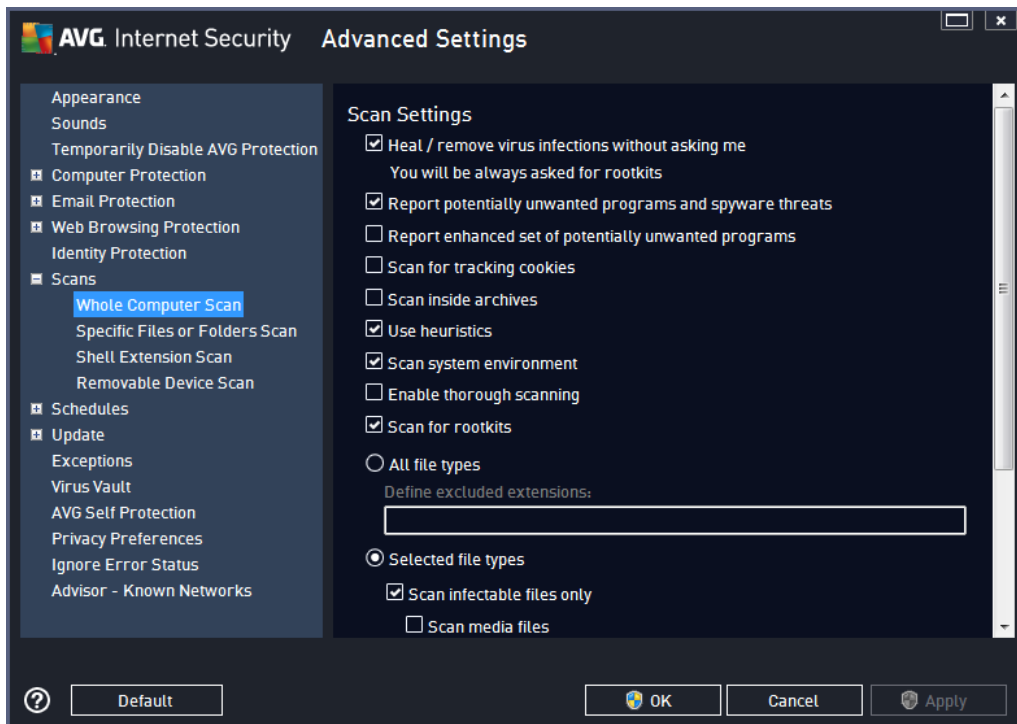 AVG. Internet Security Advanced Settings
Appearance
Sounds
Temporarily Disable AVG Protection
Computer Protection
Email Protection
Web Browsing Protection
Identity Protection
Scans
Whole Computer Scan
Specific Files or Folders Scan
Shell Extension Scan
Removable Device Scan
Schedules
Update
Exceptions
Virus Vault
AVG Self Protection
Privacy Preferences
Ignore Error Status
Advisor - Known Networks
Scan Settings
Heal / remove virus infections without asking me
You will be always asked for rootkits
Report potentially unwanted programs and spyware threats
Report enhanced set of potentially unwanted programs
Scan for tracking cookies
Scan inside archives
Use heuristics
Scan system environment
Enable thorough scanning
Scan for rootkits
All file types
Define excluded extensions:
Selected file types
Scan infectable files only
Scan media files
? Default OK Cancel Apply